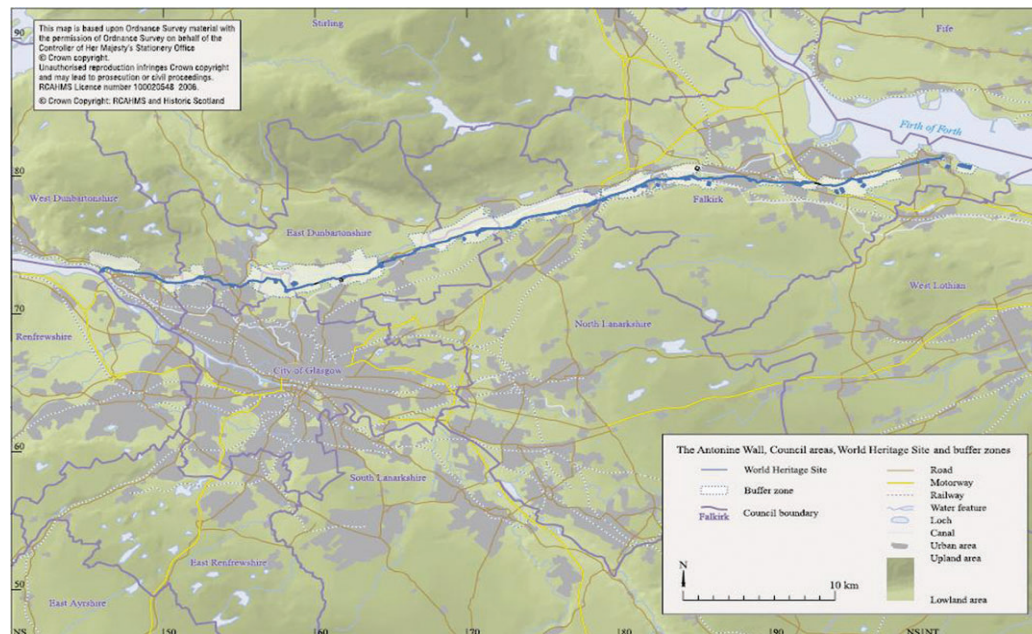 This map is based upon Ordnance Survey material with
the permission of Ordnance Survey on behalf of the
Controller of Her Majesty's Stationery Office
© Crown copyright.
Unauthorised reproduction infringes Crown copyright
and may lead to prosecution or civil proceedings.
RCAHMS Licence number 100020548 2006.
© Crown Copyright: RCAHMS and Historic Scotland
Stirling
Fife
90
Firth of Forth
80
West Dunbartonshire
Falkirk
East Dunbartonshire
West Lothian
70
North Lanarkshire
Renfrewshire
City of Glasgow
60
South Lanarkshire
East Renfrewshire
50
East Ayrshire
NS
150
160
170
180
190
NS|NT
The Antonine Wall, Council areas, World Heritage Site and buffer zones
World Heritage Site
Buffer zone
Falkirk
Council boundary
Road
Motorway
Railway
Water feature
Loch
Canal
Urban area
Upland area
Lowland area
N
10 km